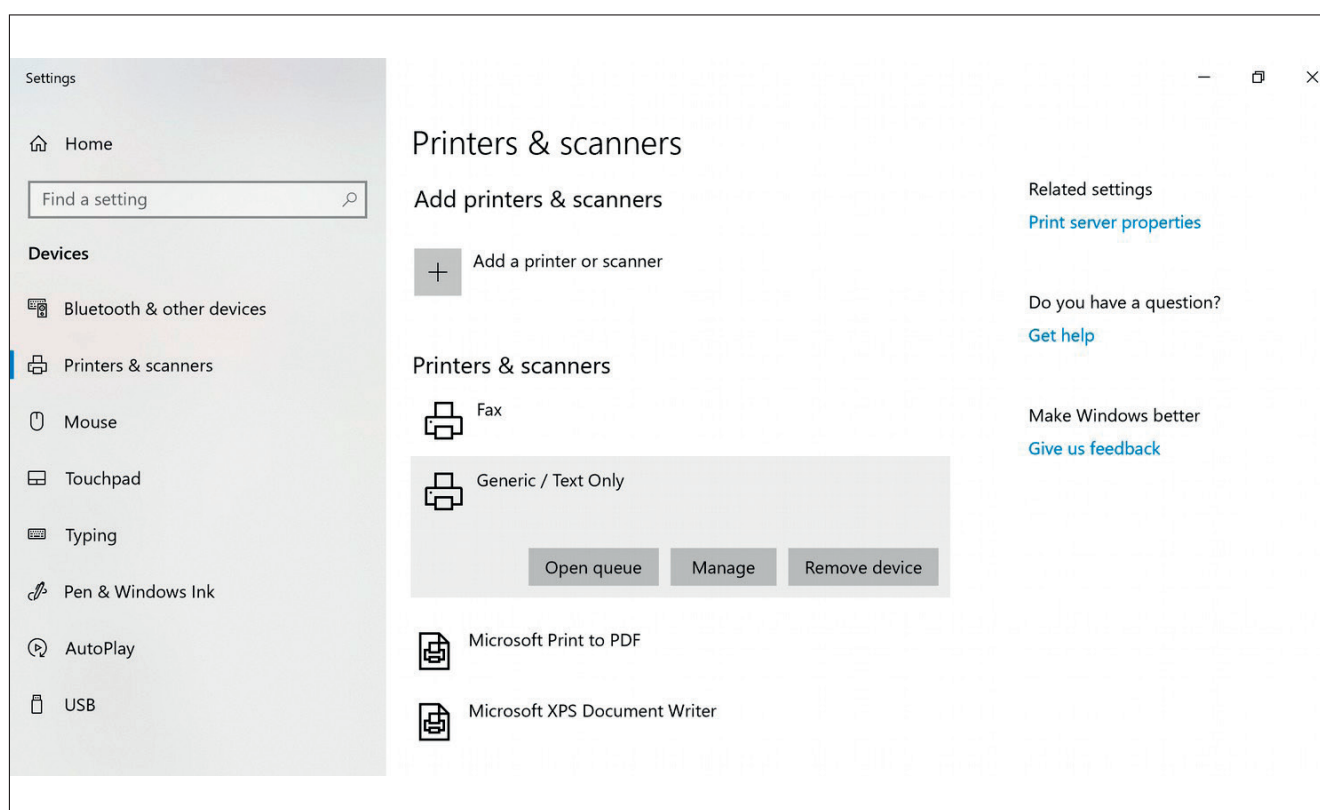 Settings
Home
Find a setting
Devices
Bluetooth & other devices
Printers & scanners
Mouse
Touchpad
Typing
Pen & Windows Ink
AutoPlay
USB
Printers & scanners
Add printers & scanners
Add a printer or scanner
Printers & scanners
Fax
Generic / Text Only
Open queue Manage Remove device
Microsoft Print to PDF
Microsoft XPS Document Writer
Related settings
Print server properties
Do you have a question?
Get help
Make Windows better
Give us feedback